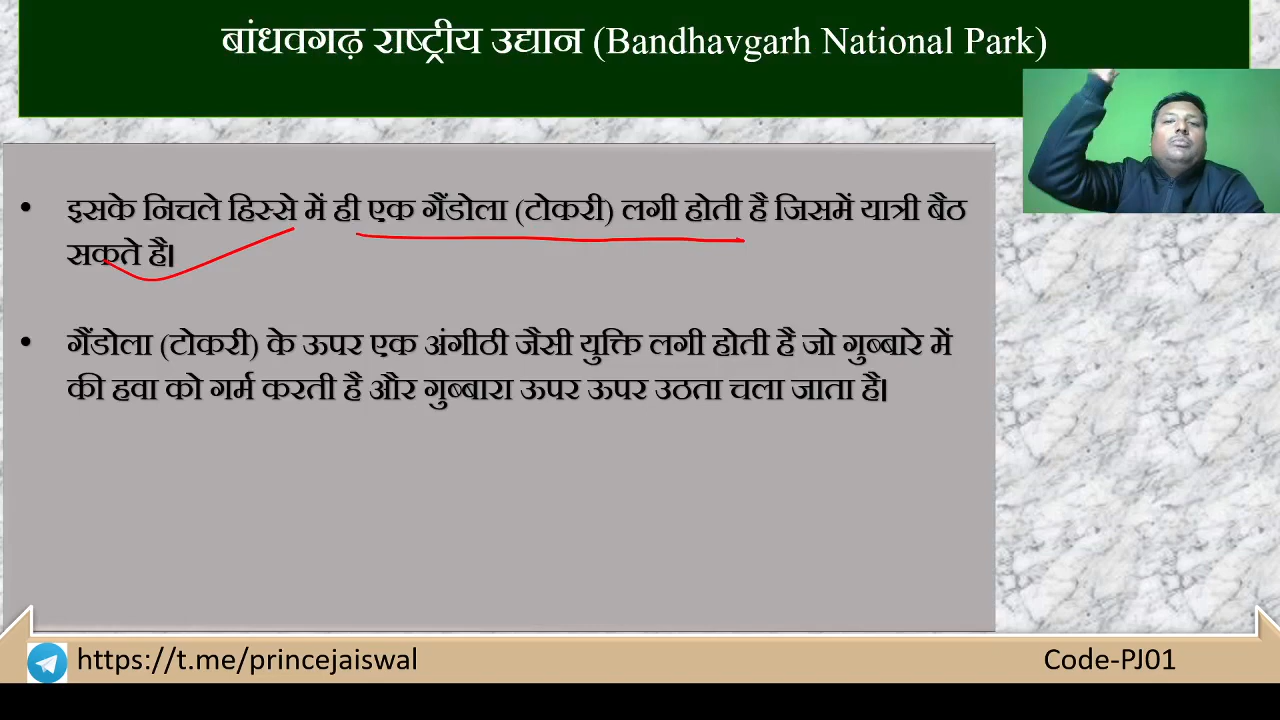 बांधवगढ़ राष्ट्रीय उद्यान (Bandhavgarh National Park)
• इसके निचले हिस्से में ही एक गैंडोला (टोकरी) लगी होती है जिसमें यात्री बैठ
सकते है।
• गैंडोला (टोकरी) के ऊपर एक अंगीठी जैसी युक्ति लगी होती है जो गुब्बारे में
की हवा को गर्म करती है और गुब्बारा ऊपर ऊपर उठता चला जाता है।
https://t.me/princejaiswal
Code-PJ01